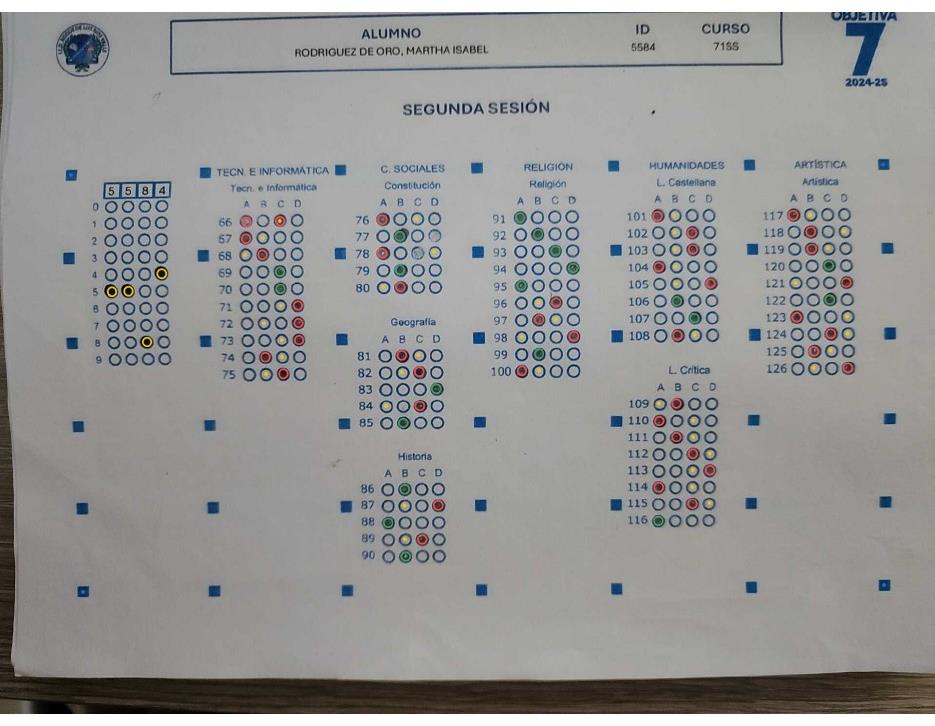 OBJETIVA
7
2024-25
ALUMNO
RODRIGUEZ DE ORO, MARTHA ISABEL
ID
5584
CURSO
71SS
SEGUNDA SESIÓN
5 5 8 4
0
1
2
3
4
5
6
7
8
9
TECN. E INFORMÁTICA
Tecn. e Informática
A B C D
66
67
68
69
70
71
72
73
74
75
C. SOCIALES
Constitución
A B C D
76
77
78
79
80
Geografía
A B C D
81
82
83
84
85
Historia
A B C D
86
87
88
89
90
RELIGIÓN
Religión
A B C D
91
92
93
94
95
96
97
98
99
100
HUMANIDADES
L. Castellana
A B C D
101
102
103
104
105
106
107
108
L. Crítica
A B C D
109
110
111
112
113
114
115
116
ARTÍSTICA
Artística
A B C D
117
118
119
120
121
122
123
124
125
126